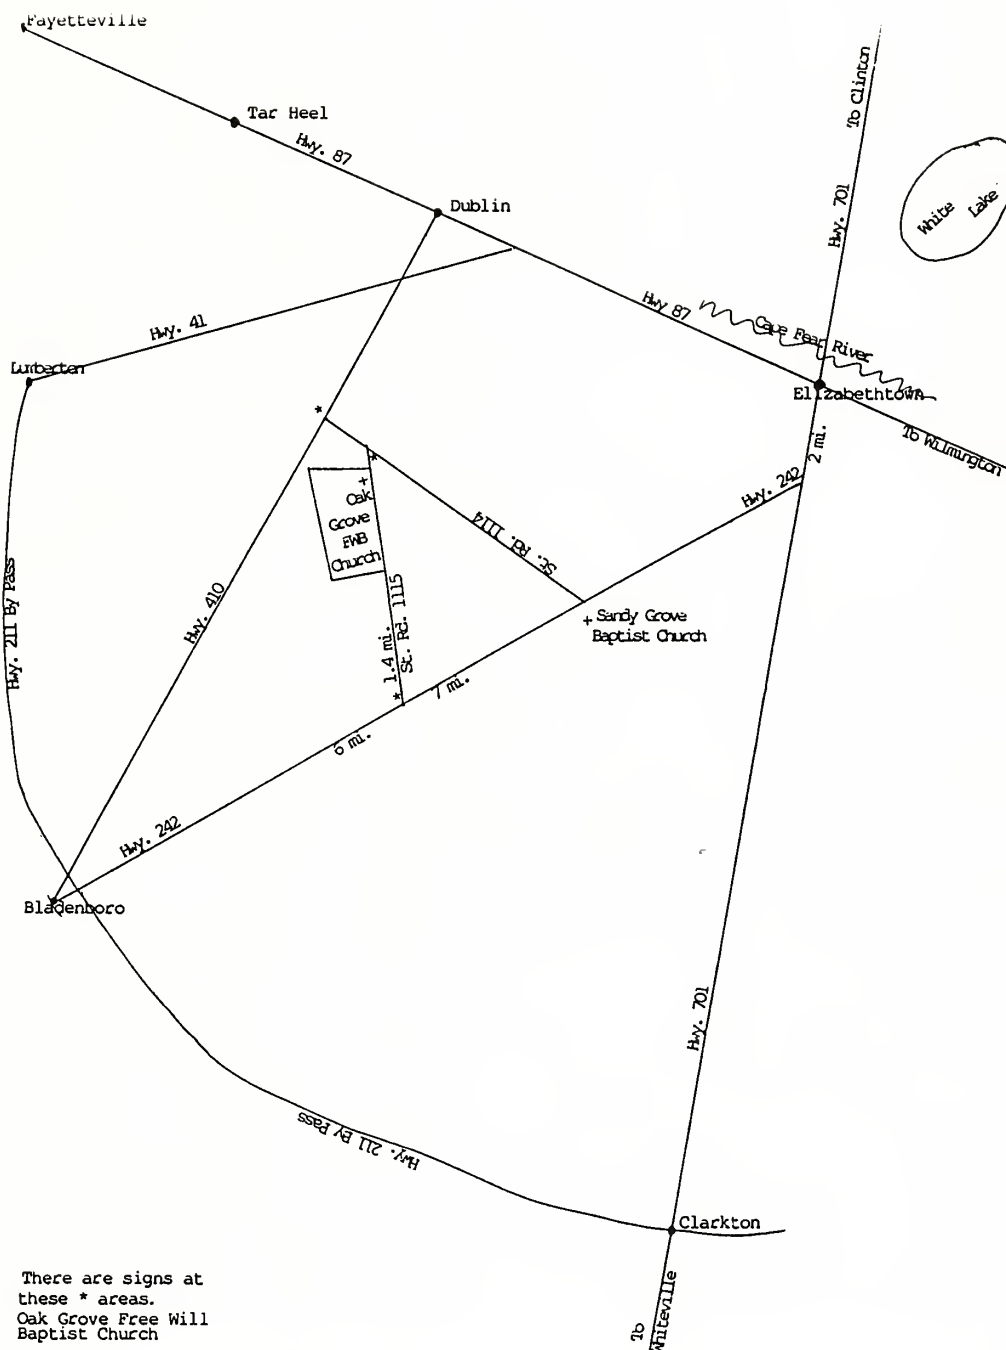 Fayetteville
Tar Heel
Hwy. 87
Dublin
To Clinton
Hwy. 701
White Lake
Hwy. 41
Hwy 87
Cape Fear River
Lumberton
Elizabethtown
To Wilmington
2 mi.
*
*
+
Oak
Grove
FWB
Church
Hwy. 242
St. Rd. 1114
Hwy. 211 By Pass
Hwy. 410
1.4 mi.
St. Rd. 1115
+ Sandy Grove
Baptist Church
*
7 mi.
6 mi.
Hwy. 242
Bladenboro
Hwy. 701
Hwy. 211 By Pass
Clarkton
To
Whiteville
There are signs at
these * areas.
Oak Grove Free Will
Baptist Church